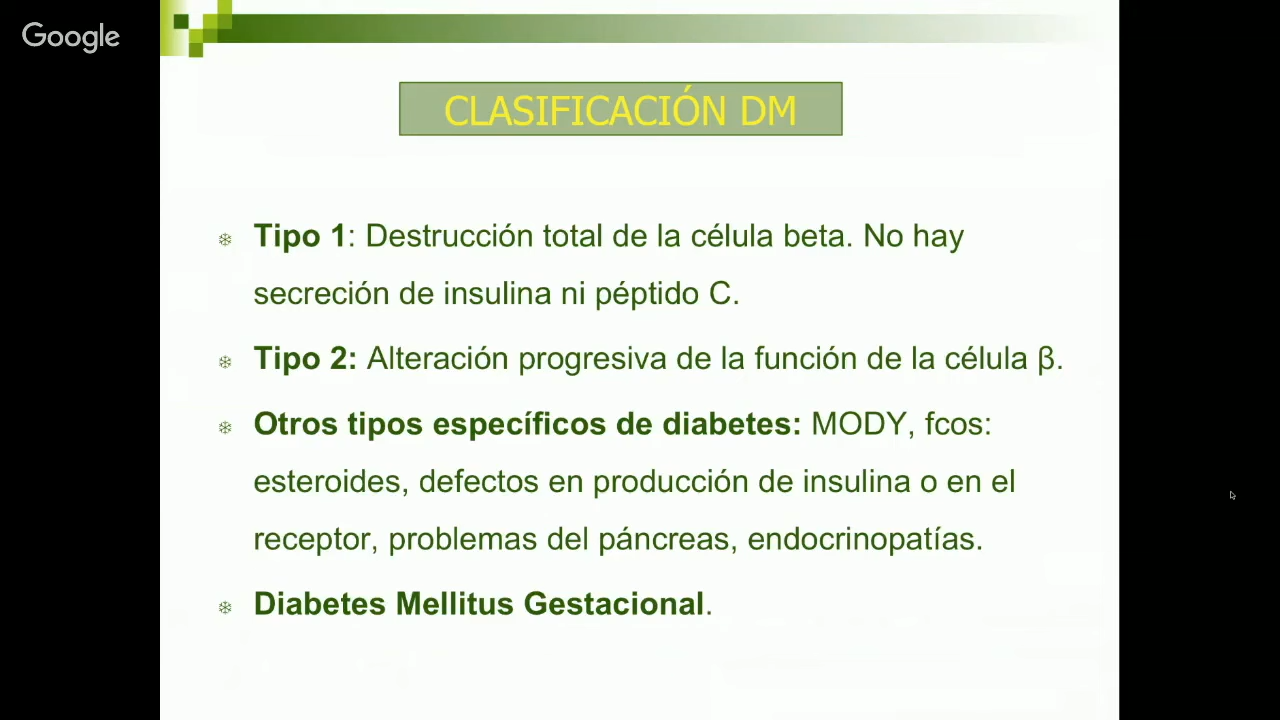 Google
CLASIFICACIÓN DM
Tipo 1: Destrucción total de la célula beta. No hay
secreción de insulina ni péptido C.
Tipo 2: Alteración progresiva de la función de la célula β.
Otros tipos específicos de diabetes: MODY, fcos:
esteroides, defectos en producción de insulina o en el
receptor, problemas del páncreas, endocrinopatías.
Diabetes Mellitus Gestacional.